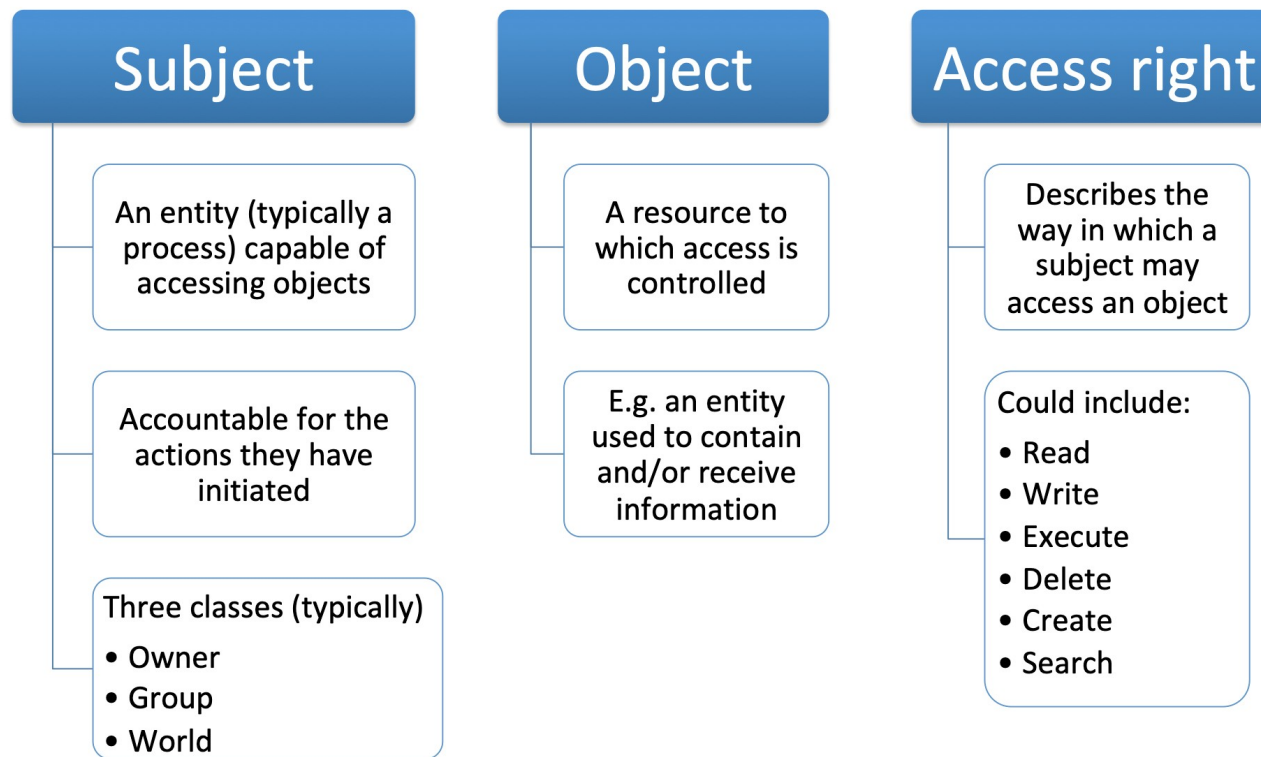 Subject
An entity (typically a
process) capable of
accessing objects
Accountable for the
actions they have
initiated
Three classes (typically)
• Owner
• Group
• World
Object
A resource to
which access is
controlled
E.g. an entity
used to contain
and/or receive
information
Access right
Describes the
way in which a
subject may
access an object
Could include:
• Read
• Write
• Execute
• Delete
• Create
• Search